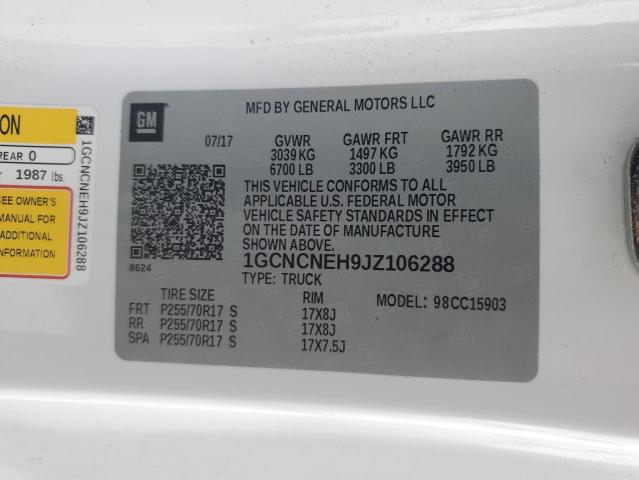 ON
REAR 0
1987 lbs.
SEE OWNER'S
MANUAL FOR
ADDITIONAL
INFORMATION
1GCNCNEH9JZ106288
GM
MFD BY GENERAL MOTORS LLC
07/17 GVWR GAWR FRT GAWR RR
3039 KG 1497 KG 1792 KG
6700 LB 3300 LB 3950 LB
THIS VEHICLE CONFORMS TO ALL
APPLICABLE U.S. FEDERAL MOTOR
VEHICLE SAFETY STANDARDS IN EFFECT
ON THE DATE OF MANUFACTURE
SHOWN ABOVE.
8624
1GCNCNEH9JZ106288
TYPE: TRUCK
TIRE SIZE RIM MODEL: 98CC15903
FRT P255/70R17 S 17X8J
RR P255/70R17 S 17X8J
SPA P255/70R17 S 17X7.5J